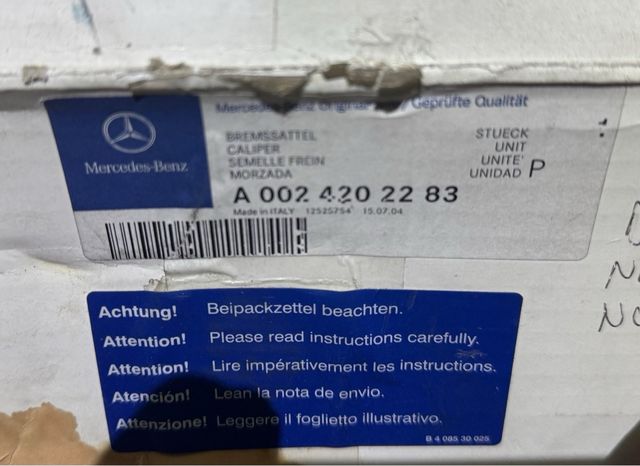 Geprüfte Qualität
Mercedes-Benz
BREMSSATTEL
CALIPER
SEMELLE FREIN
MORZADA
STUECK
UNIT
UNITE'
UNIDAD P
A 002 420 22 83
Made in ITALY 12525754 15.07.04
Achtung! Beipackzettel beachten.
Attention! Please read instructions carefully.
Attention! Lire impérativement les instructions.
Atención! Lean la nota de envio.
Attenzione! Leggere il foglietto illustrativo.
B 4 085 30 025